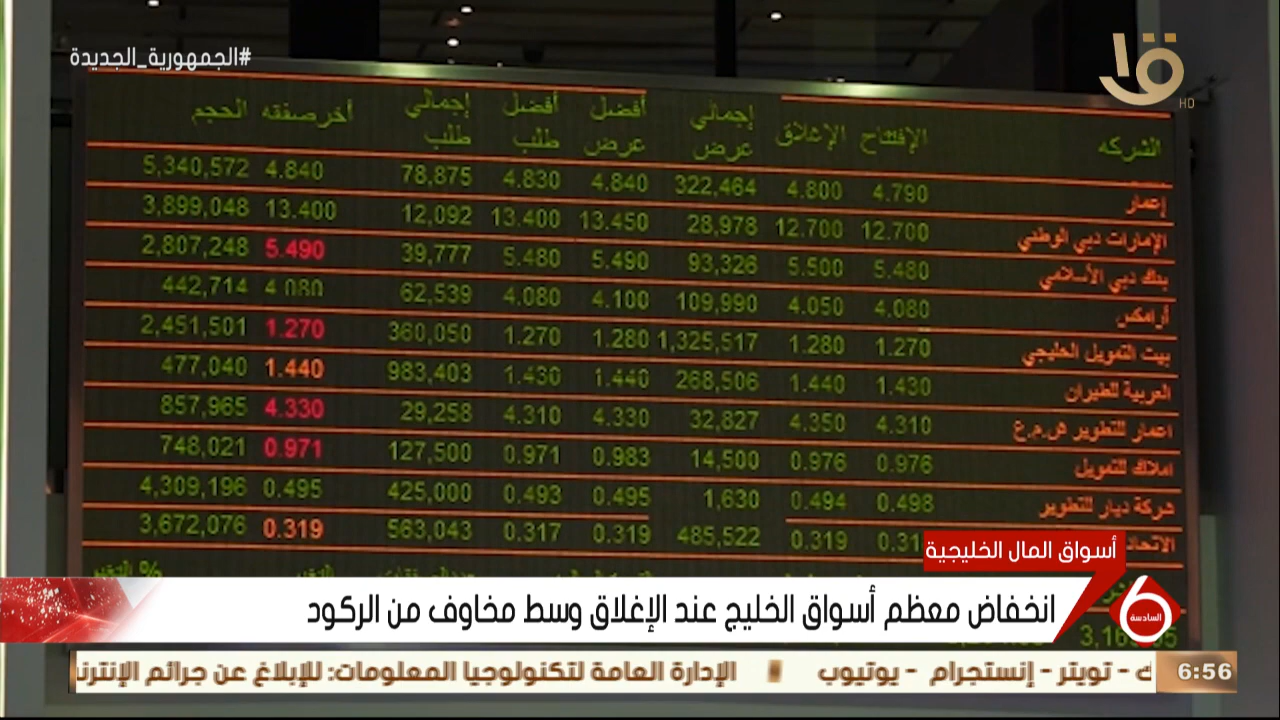 #الجمهورية_الجديدة
HD
الشركه الإفتتاح الإغلاق إجمالي عرض أفضل عرض أفضل طلب إجمالي طلب أخر صفقه الحجم
إعمار 4.790 4.800 322,464 4.840 4.830 78,875 4.840 5,340,572
الإمارات دبي الوطني 12.700 12.700 28,978 13.450 13.400 12,092 13.400 3,899,048
بنك دبي الأسلامي 5.480 5.500 93,326 5.490 5.480 39,777 5.490 2,807,248
أرامكس 4.080 4.050 109,990 4.100 4.080 62,539 4.080 442,714
بيت التمويل الخليجي 1.270 1.280 1,325,517 1.280 1.270 360,050 1.270 2,451,501
العربية للطيران 1.430 1.440 268,506 1.440 1.430 983,403 1.440 477,040
اعمار للتطوير ش.م.ع 4.310 4.350 32,827 4.330 4.310 29,258 4.330 857,965
املاك للتمويل 0.976 0.976 14,500 0.983 0.971 127,500 0.971 748,021
شركة ديار للتطوير 0.498 0.494 1,630 0.495 0.493 425,000 0.495 4,309,196
0.319 485,522 0.319 0.317 563,043 0.319 3,672,076
أسواق المال الخليجية
انخفاض معظم أسواق الخليج عند الإغلاق وسط مخاوف من الركود
السادسة
6:56
ك - تويتر - إنستجرام - يوتيوب الإدارة العامة لتكنولوجيا المعلومات: للإبلاغ عن جرائم الإنترن